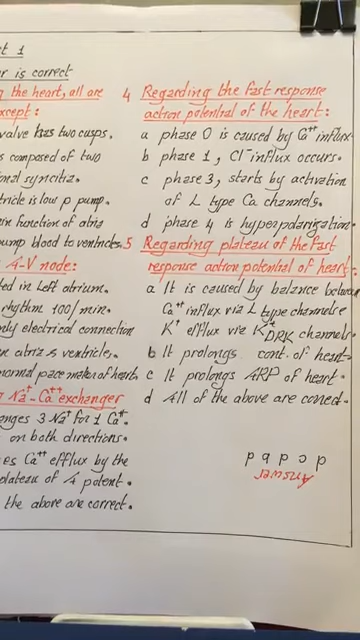 t 1
er is correct
g the heart, all are
xcept:
valve has two cusps.
s composed of two
onal syncitia.
tricle is low p pump.
function of atria
ump blood to ventricles.
A-V node:
ted in Left atrium.
rhythm 100/min.
nly electrical connection
n atria & ventricles.
normal pace maker of heart.
Na⁺-Ca⁺⁺ exchanger
anges 3 Na⁺ for 1 Ca⁺⁺.
on both directions.
es Ca⁺⁺ efflux by the
plateau of A potent.
the above are correct.
4 Regarding the fast response
action potential of the heart:
a phase 0 is caused by Ca⁺⁺ influx.
b phase 1, Cl⁻ influx occurs.
c phase 3, starts by activation
of L type Ca channels.
d phase 4 is hyperpolarization.
5 Regarding plateau of the fast
response action potential of heart:
a It is caused by balance between
Ca⁺⁺ influx via L type channels &
K⁺ efflux via K⁺ DRK channels.
b It prolongs cont. of heart.
c It prolongs ARP of heart.
d All of the above are correct.
Answer
d c d b d